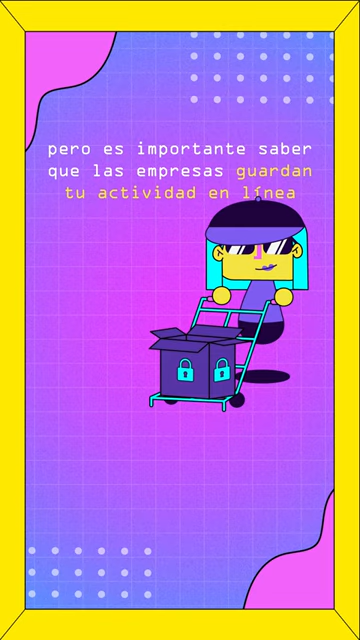 pero es importante saber
que las empresas guardan
tu actividad en línea